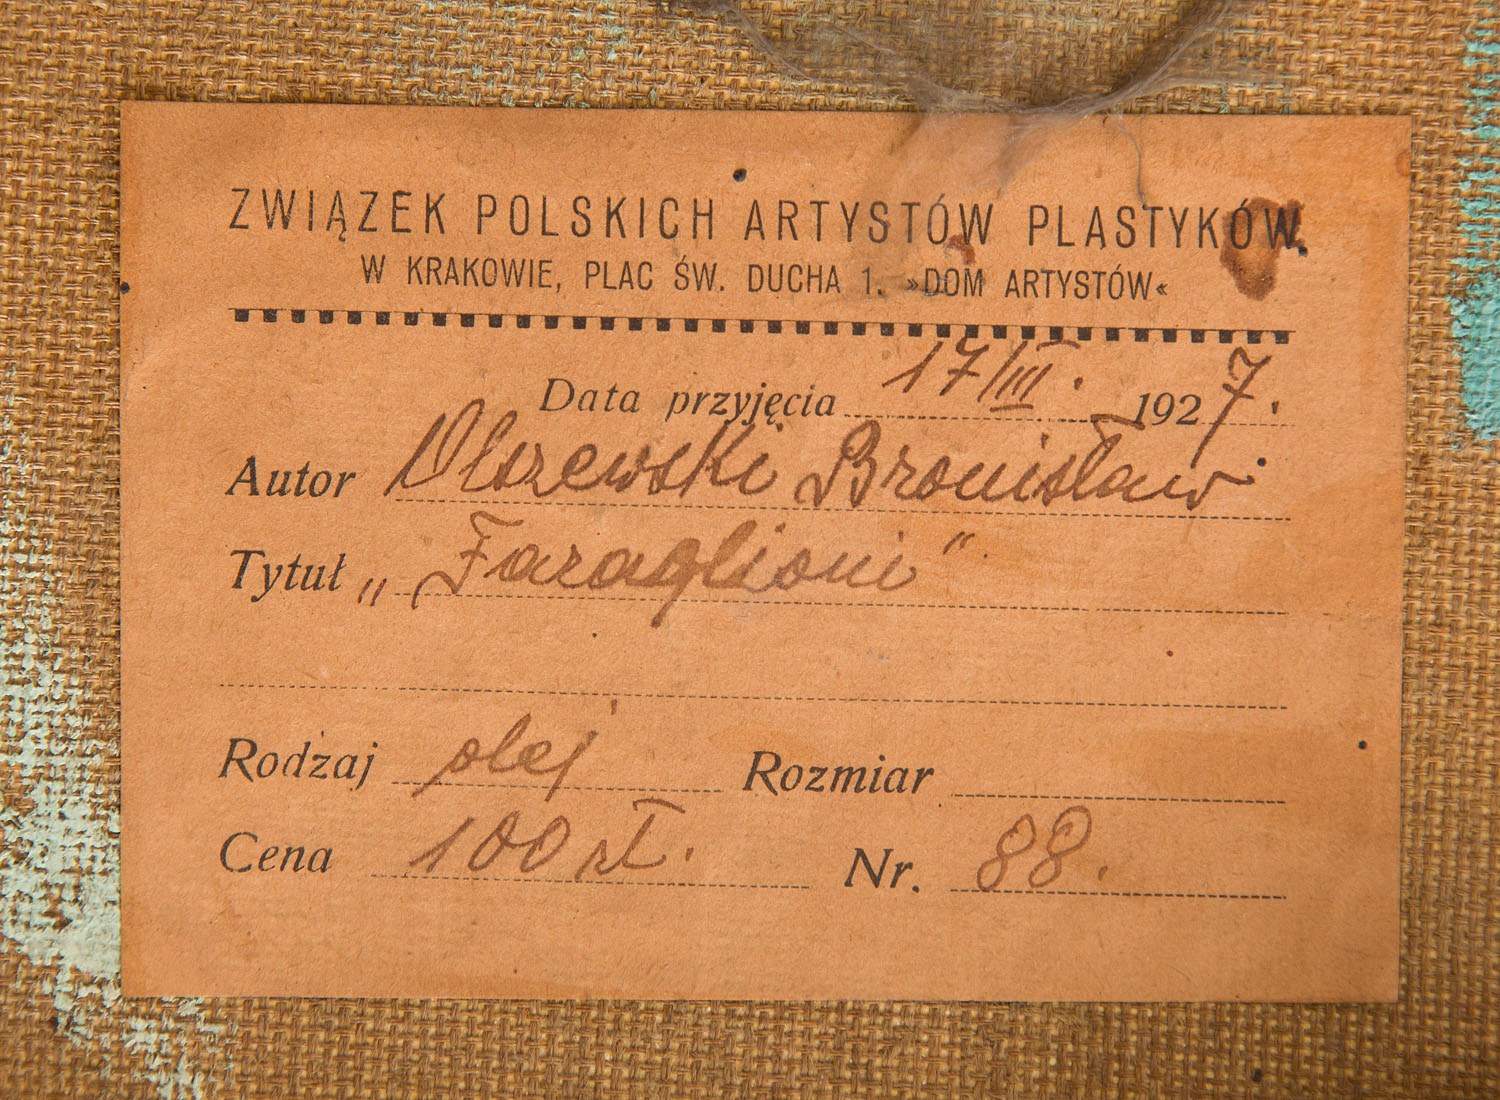 ZWIĄZEK POLSKICH ARTYSTÓW PLASTYKÓW.
W KRAKOWIE, PLAC ŚW. DUCHA 1. »DOM ARTYSTÓW«
Data przyjęcia 17/III. 1927.
Autor Olszewski Bronisław
Tytuł „Faraglioni“
Rodzaj olej Rozmiar
Cena 100 zł. Nr. 88.